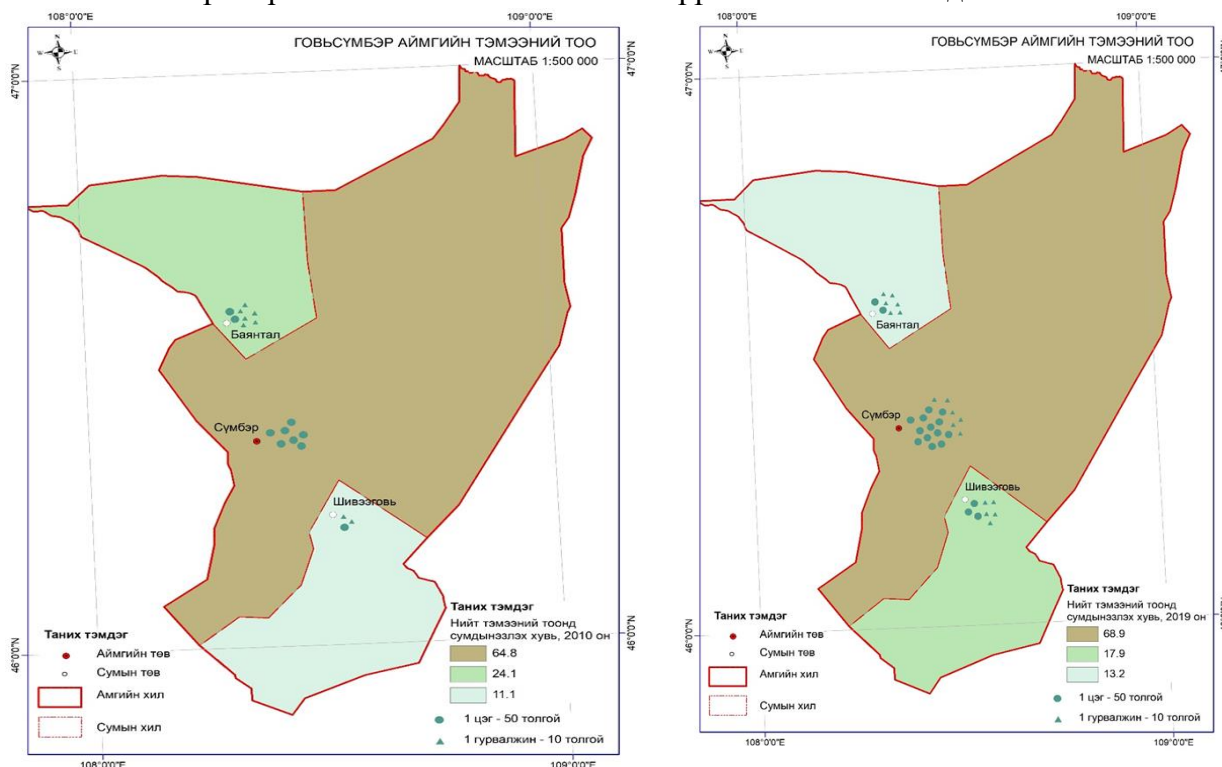 108°0'0"E
109°0'0"E
47°0'0"N
47°0'0"N
ГОВЬСҮМБЭР АЙМГИЙН ТЭМЭЭНИЙ ТОО
МАСШТАБ 1:500 000
N
W
E
S
Баянтал
Сүмбэр
Шивээговь
Таних тэмдэг
Аймгийн төв
Сумын төв
Амгийн хил
Сумын хил
Таних тэмдэг
Нийт тэмээний тоонд
сумдынээлэх хувь, 2010 он
64.8
24.1
11.1
1 цэг - 50 толгой
1 гурвалжин - 10 толгой
46°0'0"N
46°0'0"N
108°0'0"E
109°0'0"E
108°0'0"E
109°0'0"E
47°0'0"N
ГОВЬСҮМБЭР АЙМГИЙН ТЭМЭЭНИЙ ТОО
МАСШТАБ 1:500 000
N
W
E
S
Баянтал
Сүмбэр
Шивээговь
Таних тэмдэг
Аймгийн төв
Сумын төв
Амгийн хил
Сумын хил
Таних тэмдэг
Нийт тэмээний тоонд
сумдынээзлэх хувь, 2019 он
68.9
17.9
13.2
1 цэг - 50 толгой
1 гурвалжин - 10 толгой
46°0'0"N
108°0'0"E
109°0'0"E